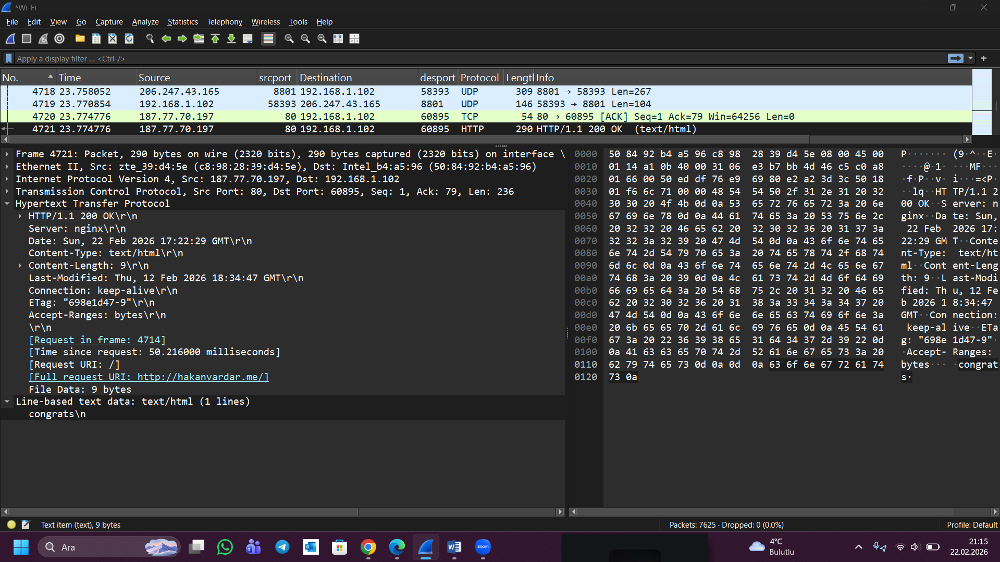 *Wi-Fi
File Edit View Go Capture Analyze Statistics Telephony Wireless Tools Help
Apply a display filter ... <Ctrl-/>
No. Time Source srcport Destination desport Protocol Lengtl Info
4718 23.758052 206.247.43.165 8801 192.168.1.102 58393 UDP 309 8801 → 58393 Len=267
4719 23.770854 192.168.1.102 58393 206.247.43.165 8801 UDP 146 58393 → 8801 Len=104
4720 23.774776 187.77.70.197 80 192.168.1.102 60895 TCP 54 80 → 60895 [ACK] Seq=1 Ack=79 Win=64256 Len=0
4721 23.774776 187.77.70.197 80 192.168.1.102 60895 HTTP 290 HTTP/1.1 200 OK (text/html)
Frame 4721: Packet, 290 bytes on wire (2320 bits), 290 bytes captured (2320 bits) on interface \
Ethernet II, Src: zte_39:d4:5e (c8:98:28:39:d4:5e), Dst: Intel_b4:a5:96 (50:84:92:b4:a5:96)
Internet Protocol Version 4, Src: 187.77.70.197, Dst: 192.168.1.102
Transmission Control Protocol, Src Port: 80, Dst Port: 60895, Seq: 1, Ack: 79, Len: 236
Hypertext Transfer Protocol
HTTP/1.1 200 OK\r\n
Server: nginx\r\n
Date: Sun, 22 Feb 2026 17:22:29 GMT\r\n
Content-Type: text/html\r\n
Content-Length: 9\r\n
Last-Modified: Thu, 12 Feb 2026 18:34:47 GMT\r\n
Connection: keep-alive\r\n
ETag: "698e1d47-9"\r\n
Accept-Ranges: bytes\r\n
\r\n
[Request in frame: 4714]
[Time since request: 50.216000 milliseconds]
[Request URI: /]
[Full request URI: http://hakanvardar.me/]
File Data: 9 bytes
Line-based text data: text/html (1 lines)
congrats\n
0000 50 84 92 b4 a5 96 c8 98 28 39 d4 5e 08 00 45 00 P······· (9·^··E·
0010 01 14 a1 0b 40 00 31 06 e3 b7 bb 4d 46 c5 c0 a8 ····@·1· ···MF···
0020 01 66 00 50 ed df 76 e9 69 80 e2 a2 3d 3c 50 18 ·f·P··v· i···=<P·
0030 01 f6 6c 71 00 00 48 54 54 50 2f 31 2e 31 20 32 ··lq··HT TP/1.1 2
0040 30 30 20 4f 4b 0d 0a 53 65 72 76 65 72 3a 20 6e 00 OK··S erver: n
0050 67 69 6e 78 0d 0a 44 61 74 65 3a 20 53 75 6e 2c ginx··Da te: Sun,
0060 20 32 32 20 46 65 62 20 32 30 32 36 20 31 37 3a 22 Feb 2026 17:
0070 32 32 3a 32 39 20 47 4d 54 0d 0a 43 6f 6e 74 65 22:29 GM T··Conte
0080 6e 74 2d 54 79 70 65 3a 20 74 65 78 74 2f 68 74 nt-Type: text/ht
0090 6d 6c 0d 0a 43 6f 6e 74 65 6e 74 2d 4c 65 6e 67 ml··Cont ent-Leng
00a0 74 68 3a 20 39 0d 0a 4c 61 73 74 2d 4d 6f 64 69 th: 9··L ast-Modi
00b0 66 69 65 64 3a 20 54 68 75 2c 20 31 32 20 46 65 fied: Th u, 12 Fe
00c0 62 20 32 30 32 36 20 31 38 3a 33 34 3a 34 37 20 b 2026 1 8:34:47
00d0 47 4d 54 0d 0a 43 6f 6e 6e 65 63 74 69 6f 6e 3a GMT··Con nection:
00e0 20 6b 65 65 70 2d 61 6c 69 76 65 0d 0a 45 54 61 keep-al ive··ETa
00f0 67 3a 20 22 36 39 38 65 31 64 34 37 2d 39 22 0d g: "698e 1d47-9"·
0100 0a 41 63 63 65 70 74 2d 52 61 6e 67 65 73 3a 20 ·Accept- Ranges:
0110 62 79 74 65 73 0d 0a 0d 0a 63 6f 6e 67 72 61 74 bytes··· ·congrat
0120 73 0a s·
Text item (text), 9 bytes
Packets: 7625 · Dropped: 0 (0.0%)
Profile: Default
Ara
zoom
4°C
Bulutlu
21:15
22.02.2026